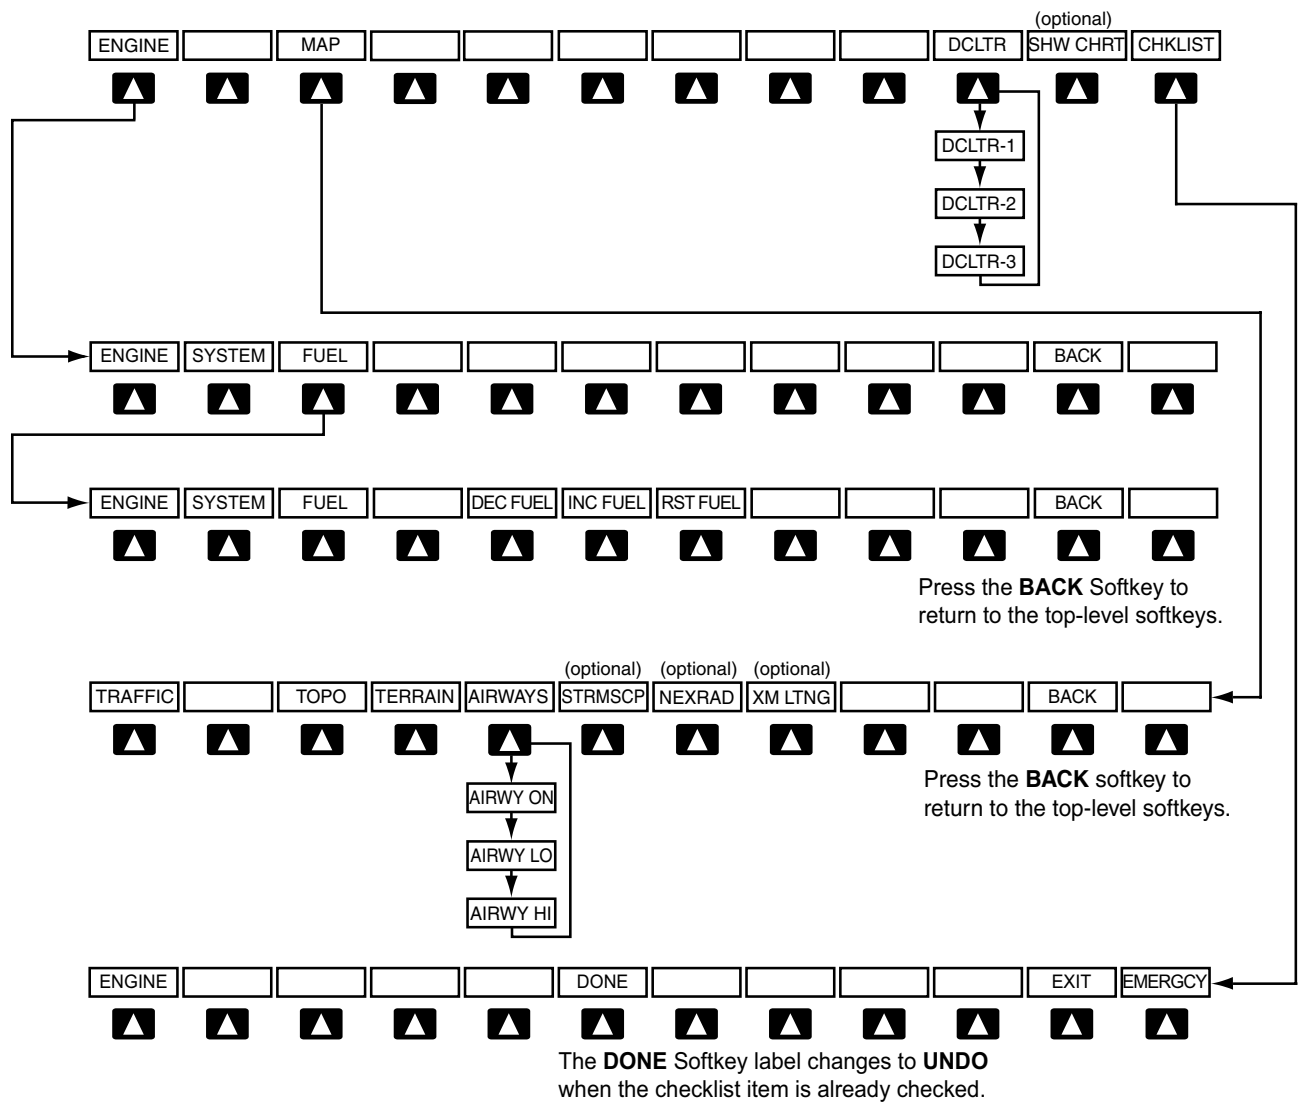 (optional)
ENGINE MAP DCLTR SHW CHRT CHKLIST
DCLTR-1
DCLTR-2
DCLTR-3
ENGINE SYSTEM FUEL BACK
ENGINE SYSTEM FUEL DEC FUEL INC FUEL RST FUEL BACK
Press the BACK Softkey to
return to the top-level softkeys.
(optional) (optional) (optional)
TRAFFIC TOPO TERRAIN AIRWAYS STRMSCP NEXRAD XM LTNG BACK
Press the BACK softkey to
return to the top-level softkeys.
AIRWY ON
AIRWY LO
AIRWY HI
ENGINE DONE EXIT EMERGCY
The DONE Softkey label changes to UNDO
when the checklist item is already checked.